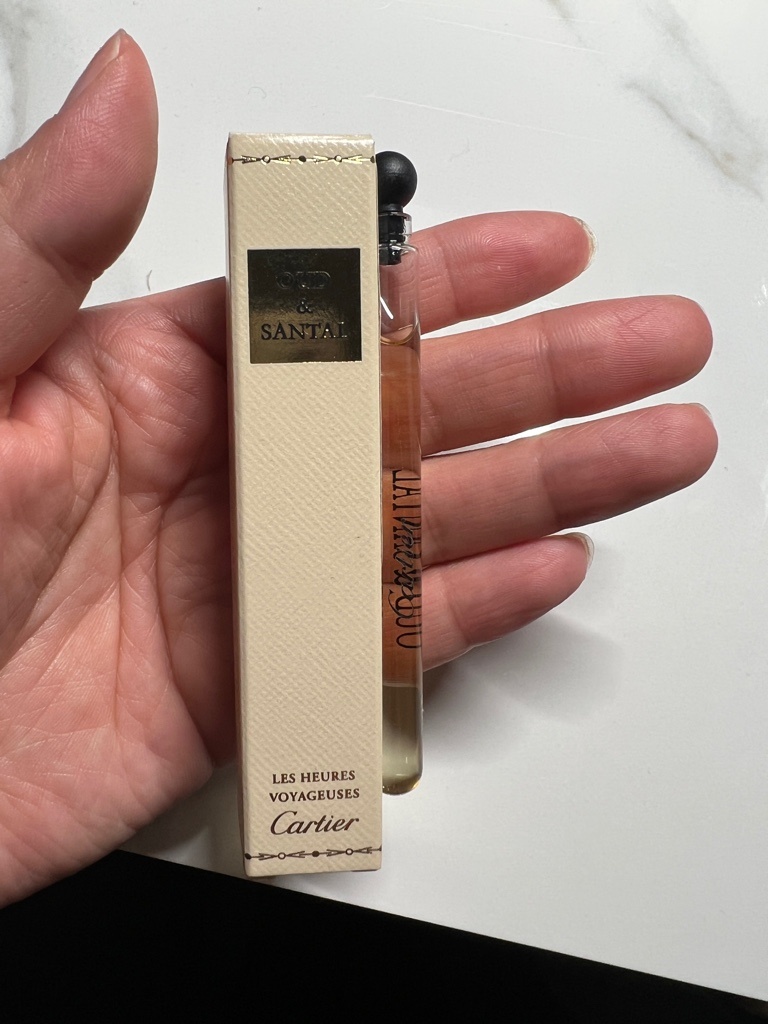 OUD
&
SANTAL
LES HEURES
VOYAGEUSES
Cartier